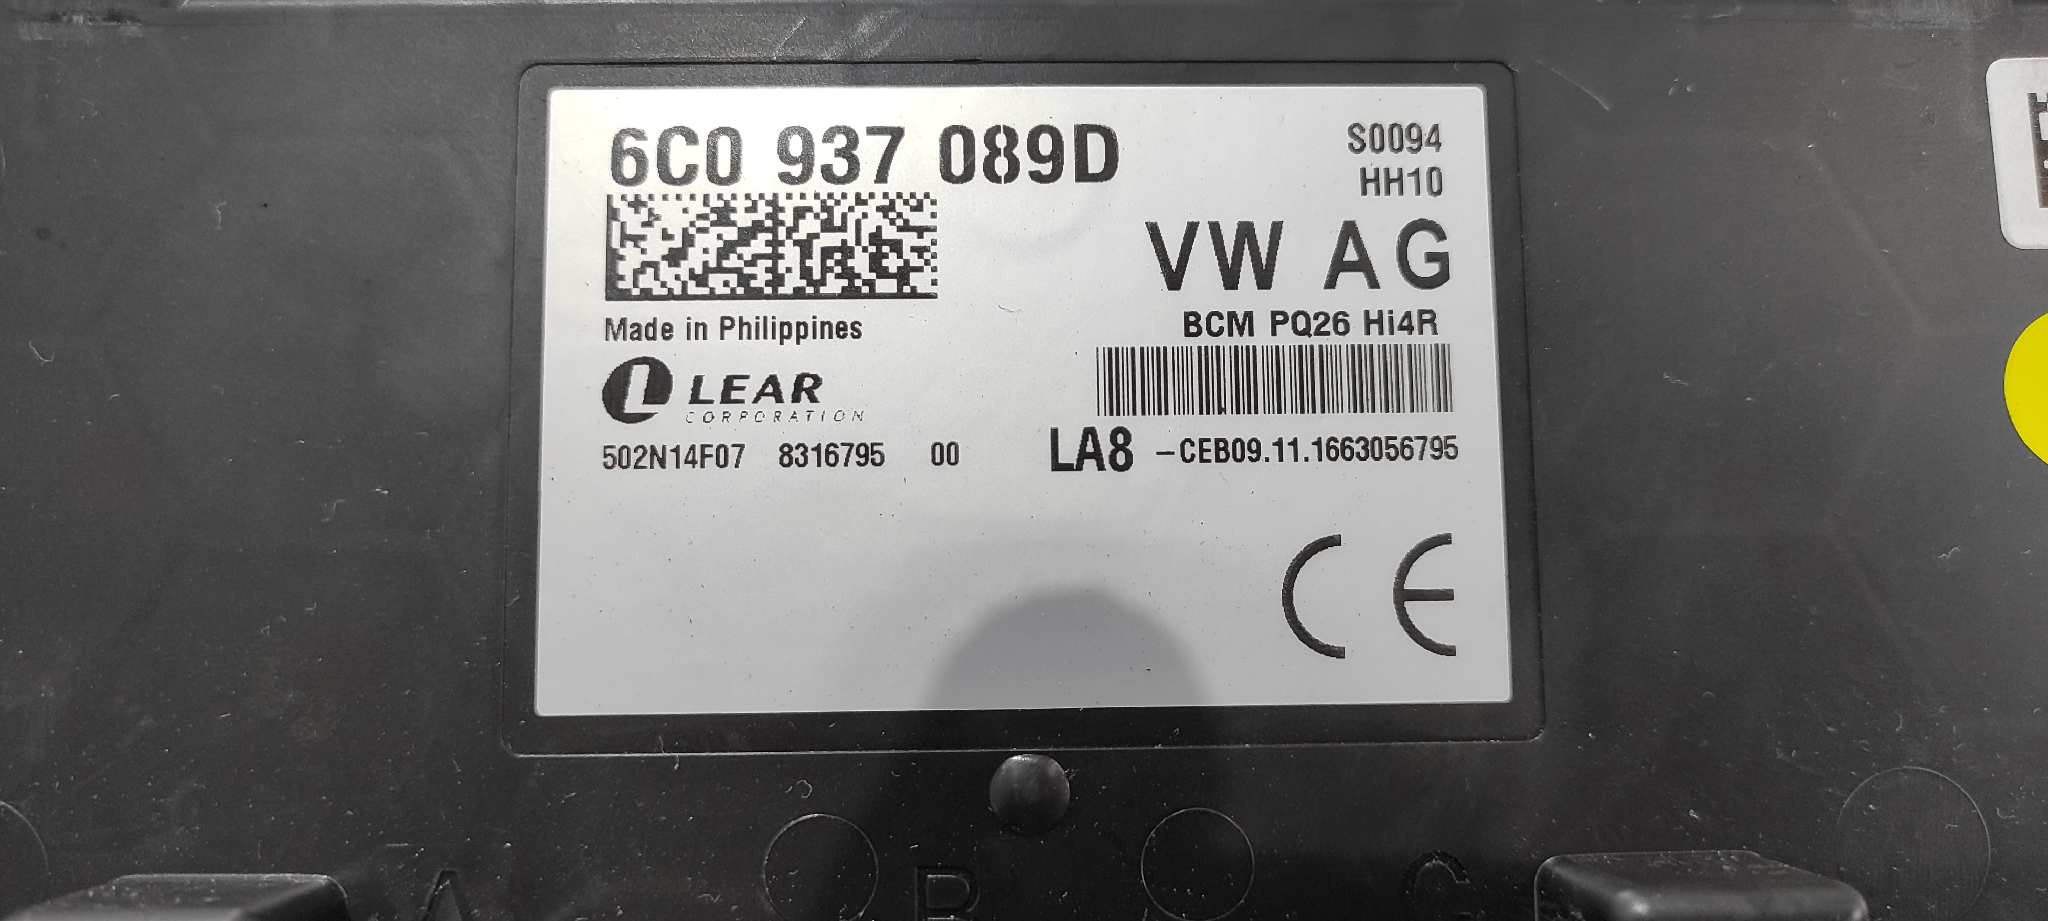 6C0 937 089D
S0094
HH10
VW AG
BCM PQ26 Hi4R
Made in Philippines
LEAR
CORPORATION
502N14F07 8316795 00
LA8 -CEB09.11.1663056795
CE
A B C